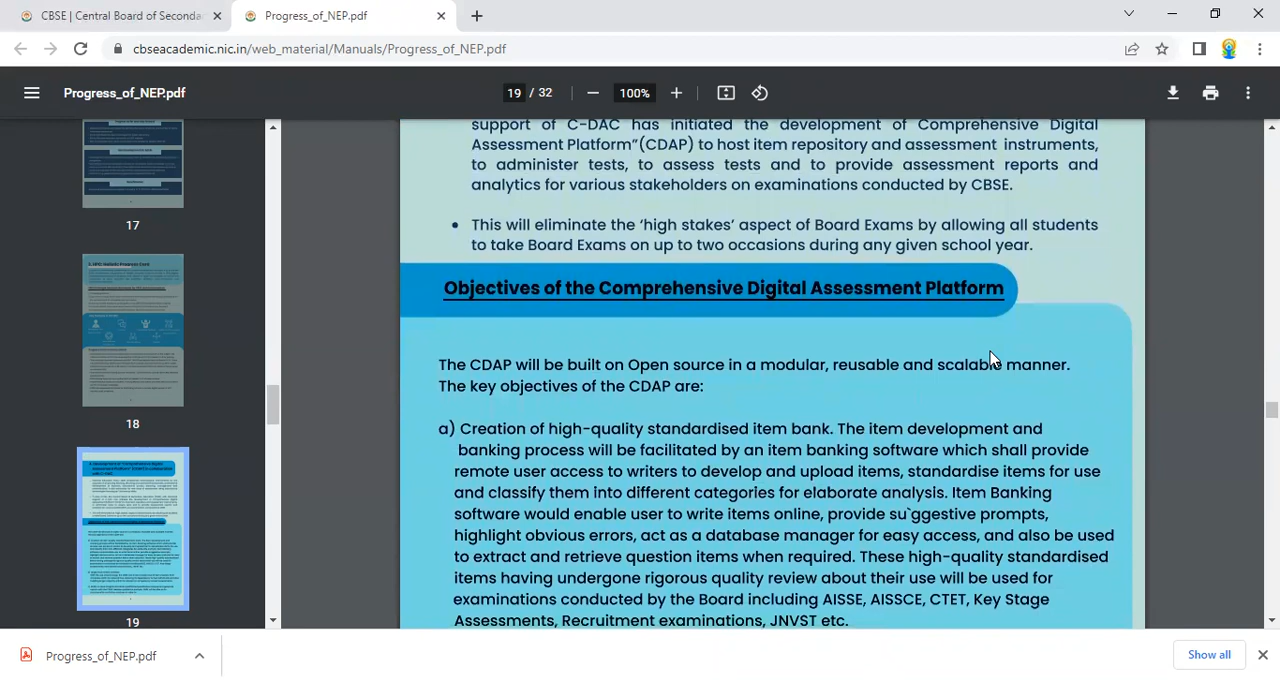 CBSE | Central Board of Seconda
Progress_of_NEP.pdf
cbseacademic.nic.in/web_material/Manuals/Progress_of_NEP.pdf
Progress_of_NEP.pdf
19 / 32
100%
17
18
19
support of C-DAC has initiated the development of Comprehensive Digital
Assessment Platform"(CDAP) to host item repository and assessment instruments,
to administer tests, to assess tests and to provide assessment reports and
analytics for various stakeholders on examinations conducted by CBSE.
• This will eliminate the 'high stakes' aspect of Board Exams by allowing all students
to take Board Exams on up to two occasions during any given school year.
Objectives of the Comprehensive Digital Assessment Platform
The CDAP will be built on Open source in a modular, reusable and scalable manner.
The key objectives of the CDAP are:
a) Creation of high-quality standardised item bank. The item development and
banking process will be facilitated by an item banking software which shall provide
remote user access to writers to develop and upload items, standardise items for use
and classify them into different categories for elaborate analysis. Item Banking
software would enable user to write items online, provide su`ggestive prompts,
highlight obvious errors, act as a database manager for easy access, and also be used
to retrieve and review question items when required. These high-quality standardised
items having undergone rigorous quality review about their use will be used for
examinations conducted by the Board including AISSE, AISSCE, CTET, Key Stage
Assessments, Recruitment examinations, JNVST etc.
Progress_of_NEP.pdf
Show all